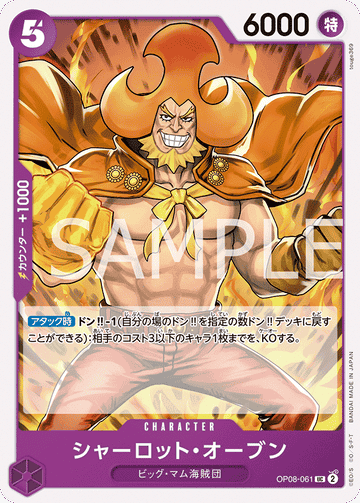 5
6000
特
touge369
カウンター +1000
SAMPLE
アタック時 ドン!!-1(自分の場のドン!!を指定の数ドン!!デッキに戻す
ことができる):相手のコスト3以下のキャラ1枚までを、KOする。
CHARACTER
シャーロット・オーブン
ビッグ・マム海賊団
OP08-061 UC 2
©E.O./S. ©O./S.,F.,T. BANDAI MADE IN JAPAN